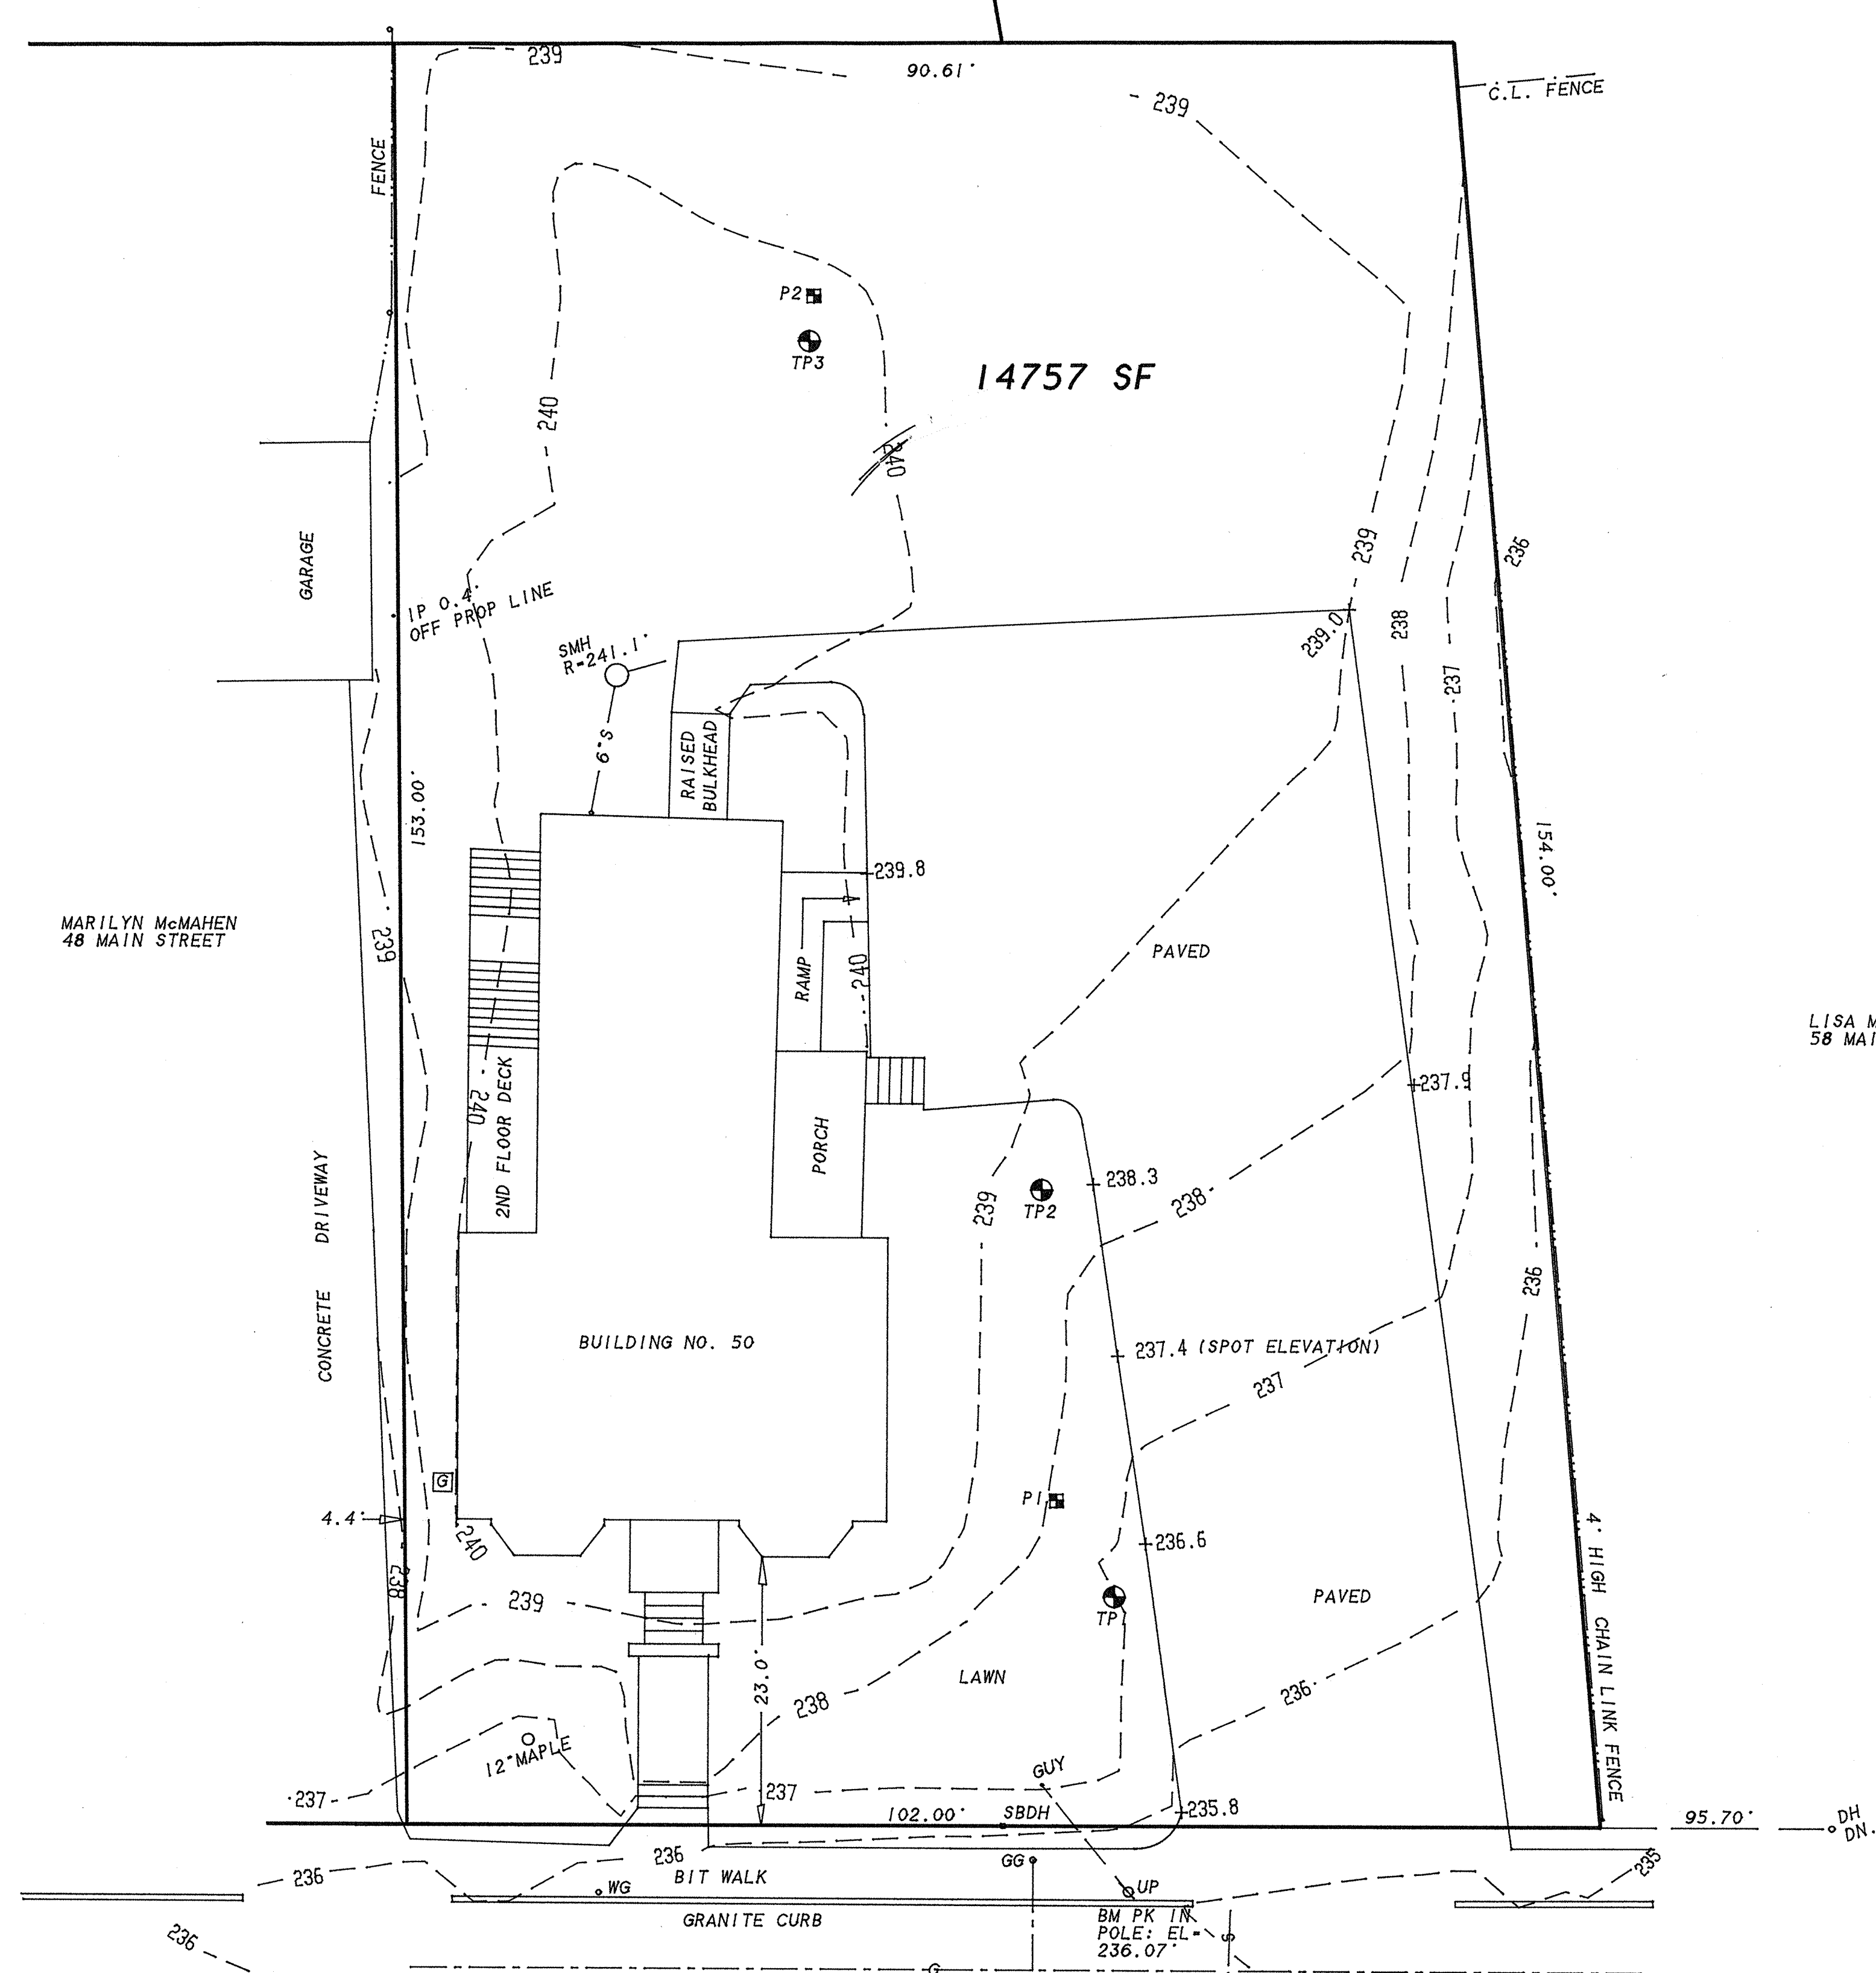 239
90.61'
239
C.L. FENCE
FENCE
P2
TP3
14757 SF
240
240
GARAGE
239
236
IP 0.4'
OFF PROP LINE
SMH
R=241.1'
239.0
238
237
6"S
RAISED
BULKHEAD
153.00'
154.00'
239.8
MARILYN McMAHEN
48 MAIN STREET
239
PAVED
RAMP
240
LISA M
58 MAI
237.9
240
2ND FLOOR DECK
PORCH
238.3
TP2
239
238
CONCRETE DRIVEWAY
236
BUILDING NO. 50
237.4 (SPOT ELEVATION)
237
G
P1
4.4'
240
236.6
238
239
TP1
PAVED
4' HIGH CHAIN LINK FENCE
LAWN
23.0'
238
236
12"MAPLE
GUY
237
237
102.00'
SBDH
235.8
95.70'
DH
DN.
236
236
BIT WALK
GG
235
WG
UP
GRANITE CURB
BM PK IN
POLE: EL=
236.07'
S
236
G